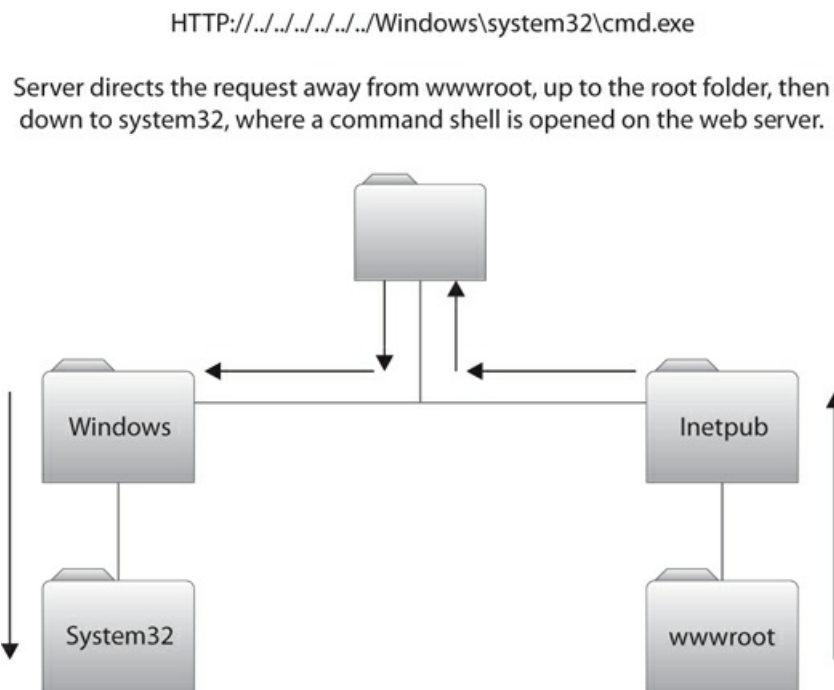 HTTP://../../../../../../../Windows\system32\cmd.exe
Server directs the request away from wwwroot, up to the root folder, then
down to system32, where a command shell is opened on the web server.
Windows
Inetpub
System32
wwwroot